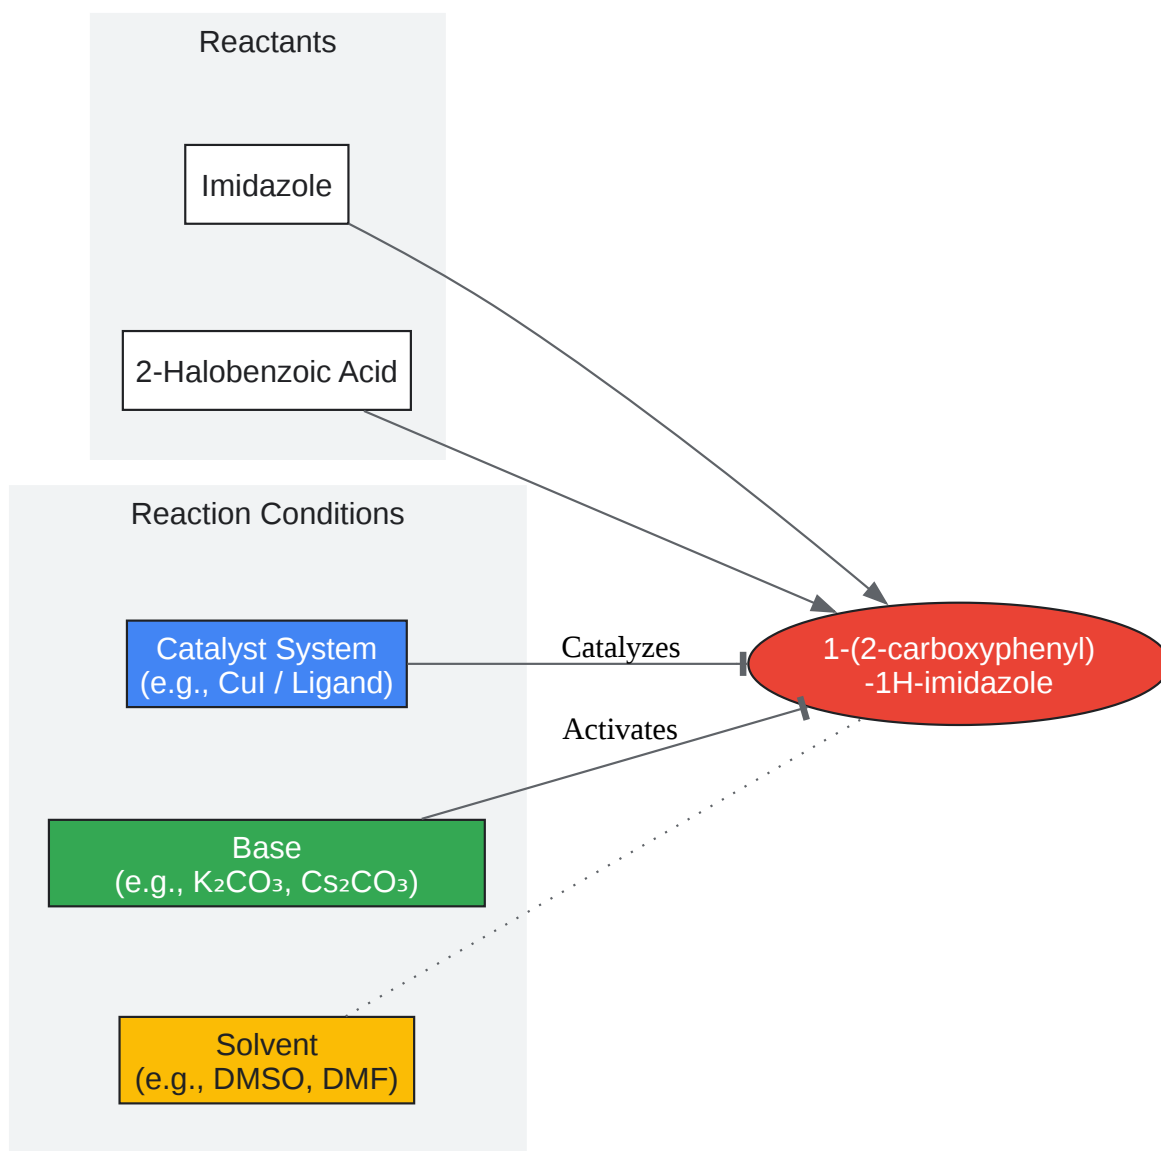 Reactants
Imidazole
2-Halobenzoic Acid
Reaction Conditions
Catalyst System
(e.g., CuI / Ligand)
Catalyzes
1-(2-carboxyphenyl)
-1H-imidazole
Activates
Base
(e.g., K₂CO₃, Cs₂CO₃)
Solvent
(e.g., DMSO, DMF)